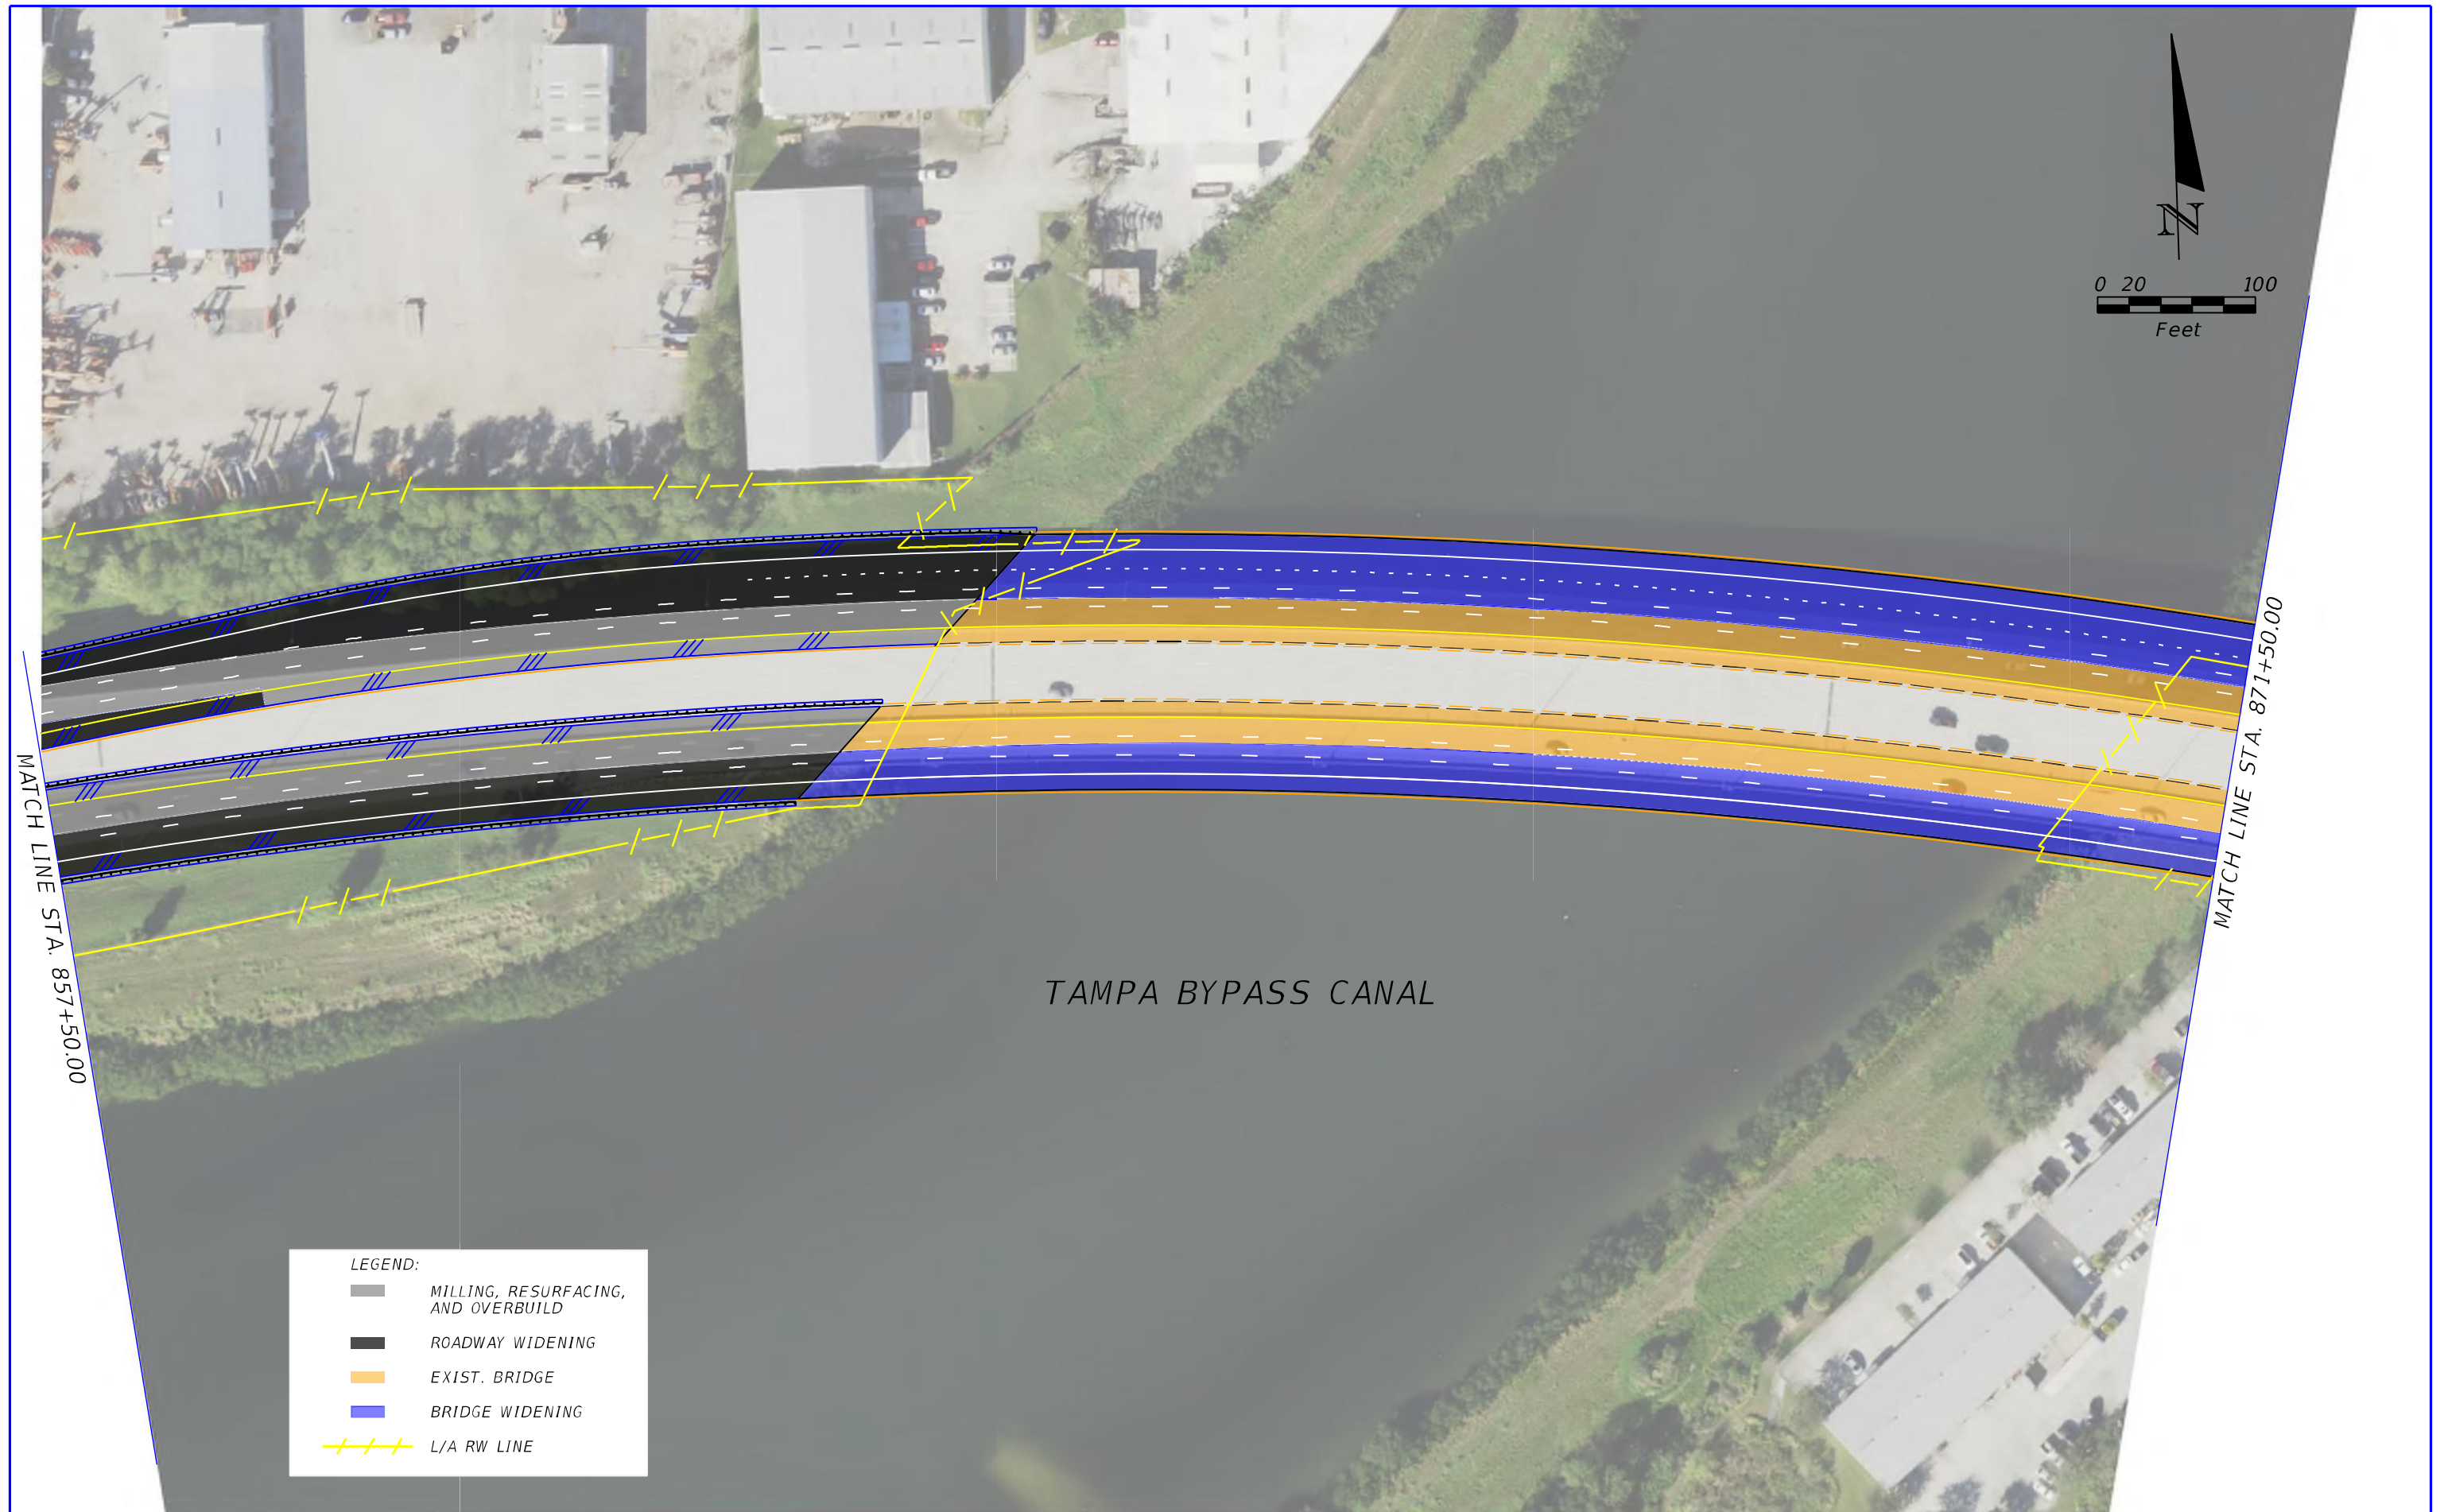 N
0 20 100
Feet
MATCH LINE STA. 871+50.00
MATCH LINE STA. 857+50.00
TAMPA BYPASS CANAL
LEGEND:
MILLING, RESURFACING,
AND OVERBUILD
ROADWAY WIDENING
EXIST. BRIDGE
BRIDGE WIDENING
L/A RW LINE